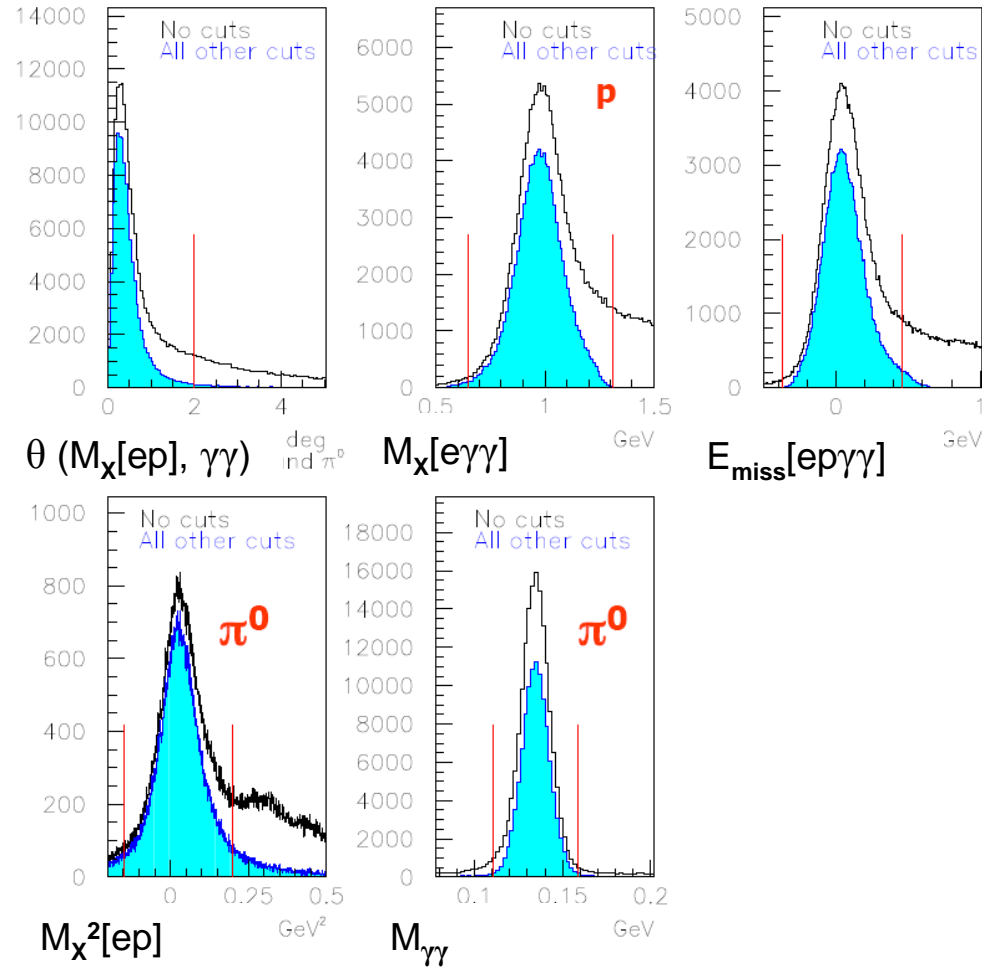 14000
12000
10000
8000
6000
4000
2000
0
No cuts
All other cuts
0 2 4
deg
θ (Mx[ep], γγ)
6000
5000
4000
3000
2000
1000
0
No cuts
All other cuts
p
0.5 1 1.5
GeV
Mx[eγγ]
5000
4000
3000
2000
1000
0
No cuts
All other cuts
0 1
GeV
Emiss[epγγ]
1000
800
600
400
200
0
No cuts
All other cuts
π⁰
0 0.25 0.5
GeV²
Mx²[ep]
18000
16000
14000
12000
10000
8000
6000
4000
2000
0
No cuts
All other cuts
π⁰
0.1 0.15 0.2
GeV
Mγγ